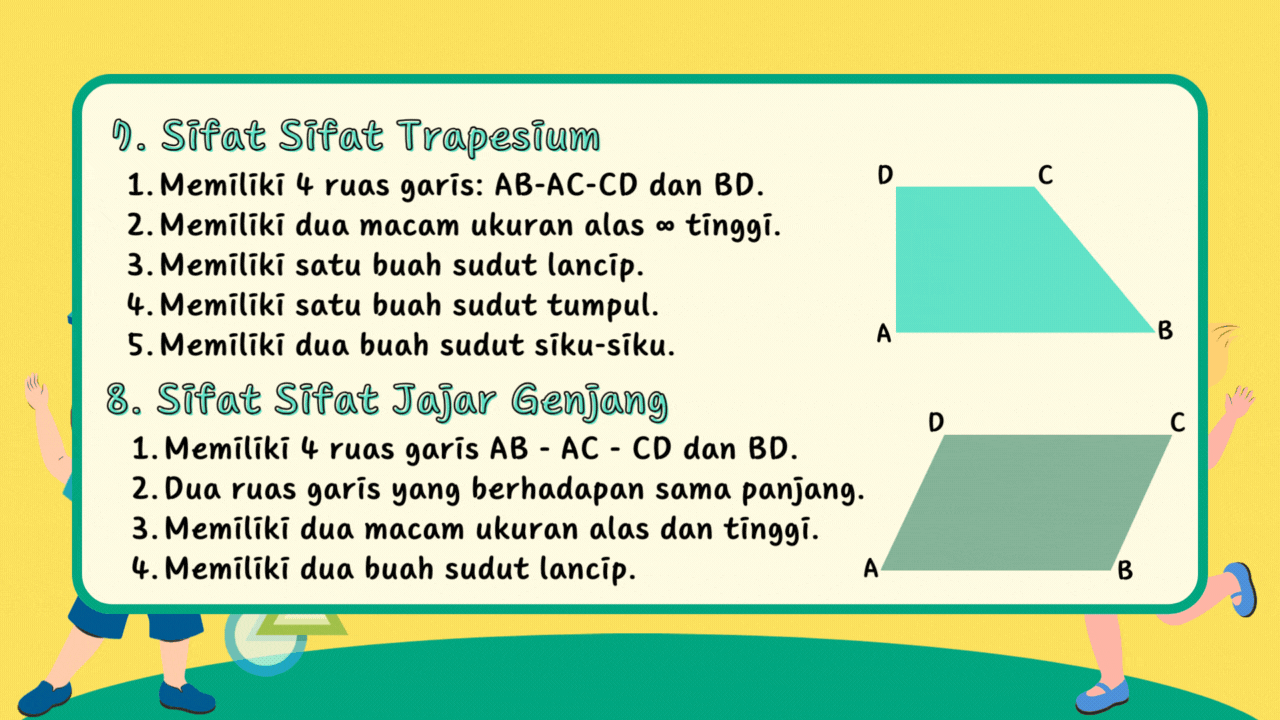 7. Sifat Sifat Trapesium
1. Memiliki 4 ruas garis: AB-AC-CD dan BD.
2. Memiliki dua macam ukuran alas ∞ tinggi.
3. Memiliki satu buah sudut lancip.
4. Memiliki satu buah sudut tumpul.
5. Memiliki dua buah sudut siku-siku.
D C
A B
8. Sifat Sifat Jajar Genjang
1. Memiliki 4 ruas garis AB - AC - CD dan BD.
2. Dua ruas garis yang berhadapan sama panjang.
3. Memiliki dua macam ukuran alas dan tinggi.
4. Memiliki dua buah sudut lancip.
D C
A B